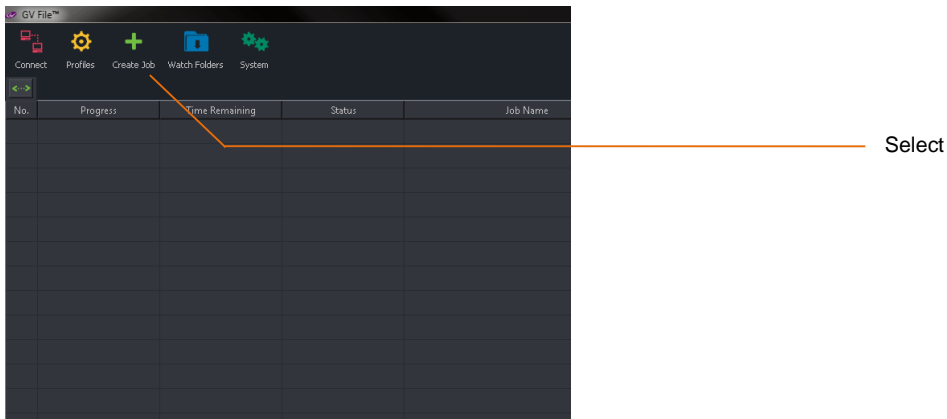 GV File™
Connect Profiles Create Job Watch Folders System
<-->
No. Progress Time Remaining Status Job Name
Select